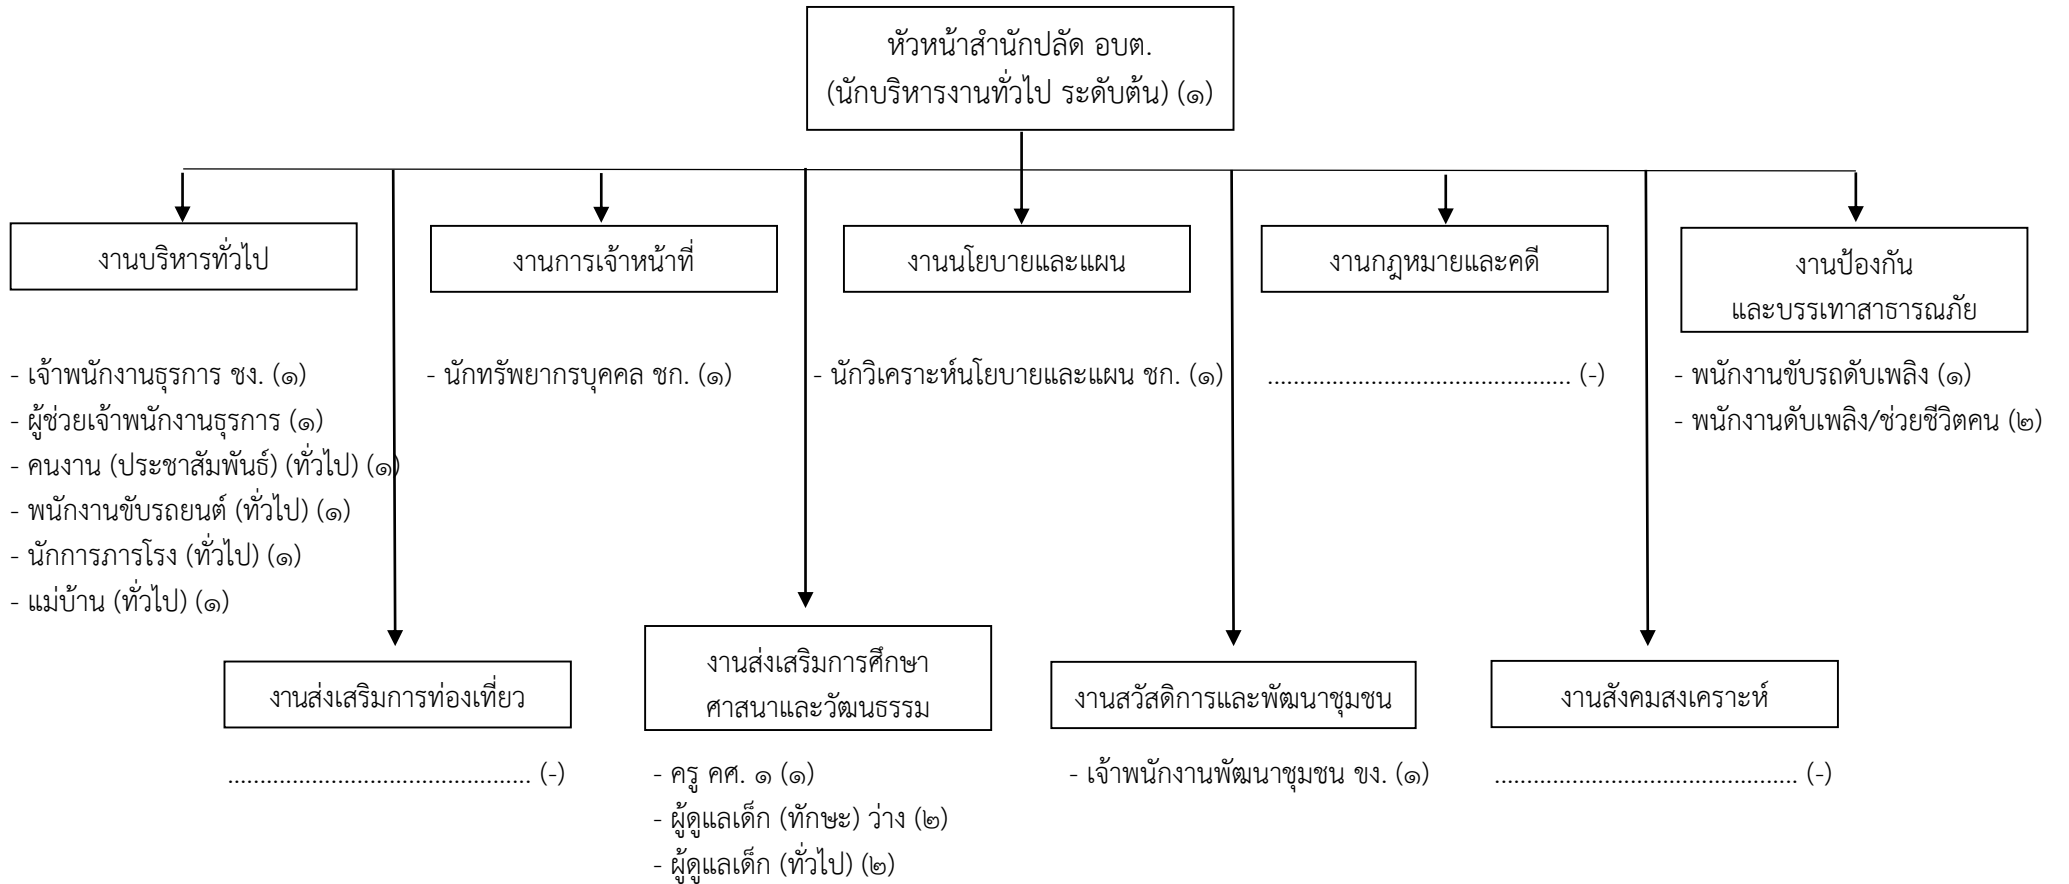 หัวหน้าสำนักปลัด อบต.
(นักบริหารงานทั่วไป ระดับต้น) (๑)
งานบริหารทั่วไป
- เจ้าพนักงานธุรการ ชง. (๑)
- ผู้ช่วยเจ้าพนักงานธุรการ (๑)
- คนงาน (ประชาสัมพันธ์) (ทั่วไป) (๑)
- พนักงานขับรถยนต์ (ทั่วไป) (๑)
- นักการภารโรง (ทั่วไป) (๑)
- แม่บ้าน (ทั่วไป) (๑)
งานการเจ้าหน้าที่
- นักทรัพยากรบุคคล ชก. (๑)
งานนโยบายและแผน
- นักวิเคราะห์นโยบายและแผน ชก. (๑)
งานกฎหมายและคดี
............................................... (-)
งานป้องกัน
และบรรเทาสาธารณภัย
- พนักงานขับรถดับเพลิง (๑)
- พนักงานดับเพลิง/ช่วยชีวิตคน (๒)
งานส่งเสริมการท่องเที่ยว
............................................... (-)
งานส่งเสริมการศึกษา
ศาสนาและวัฒนธรรม
- ครู คศ. ๑ (๑)
- ผู้ดูแลเด็ก (ทักษะ) ว่าง (๒)
- ผู้ดูแลเด็ก (ทั่วไป) (๒)
งานสวัสดิการและพัฒนาชุมชน
- เจ้าพนักงานพัฒนาชุมชน ขง. (๑)
งานสังคมสงเคราะห์
............................................... (-)